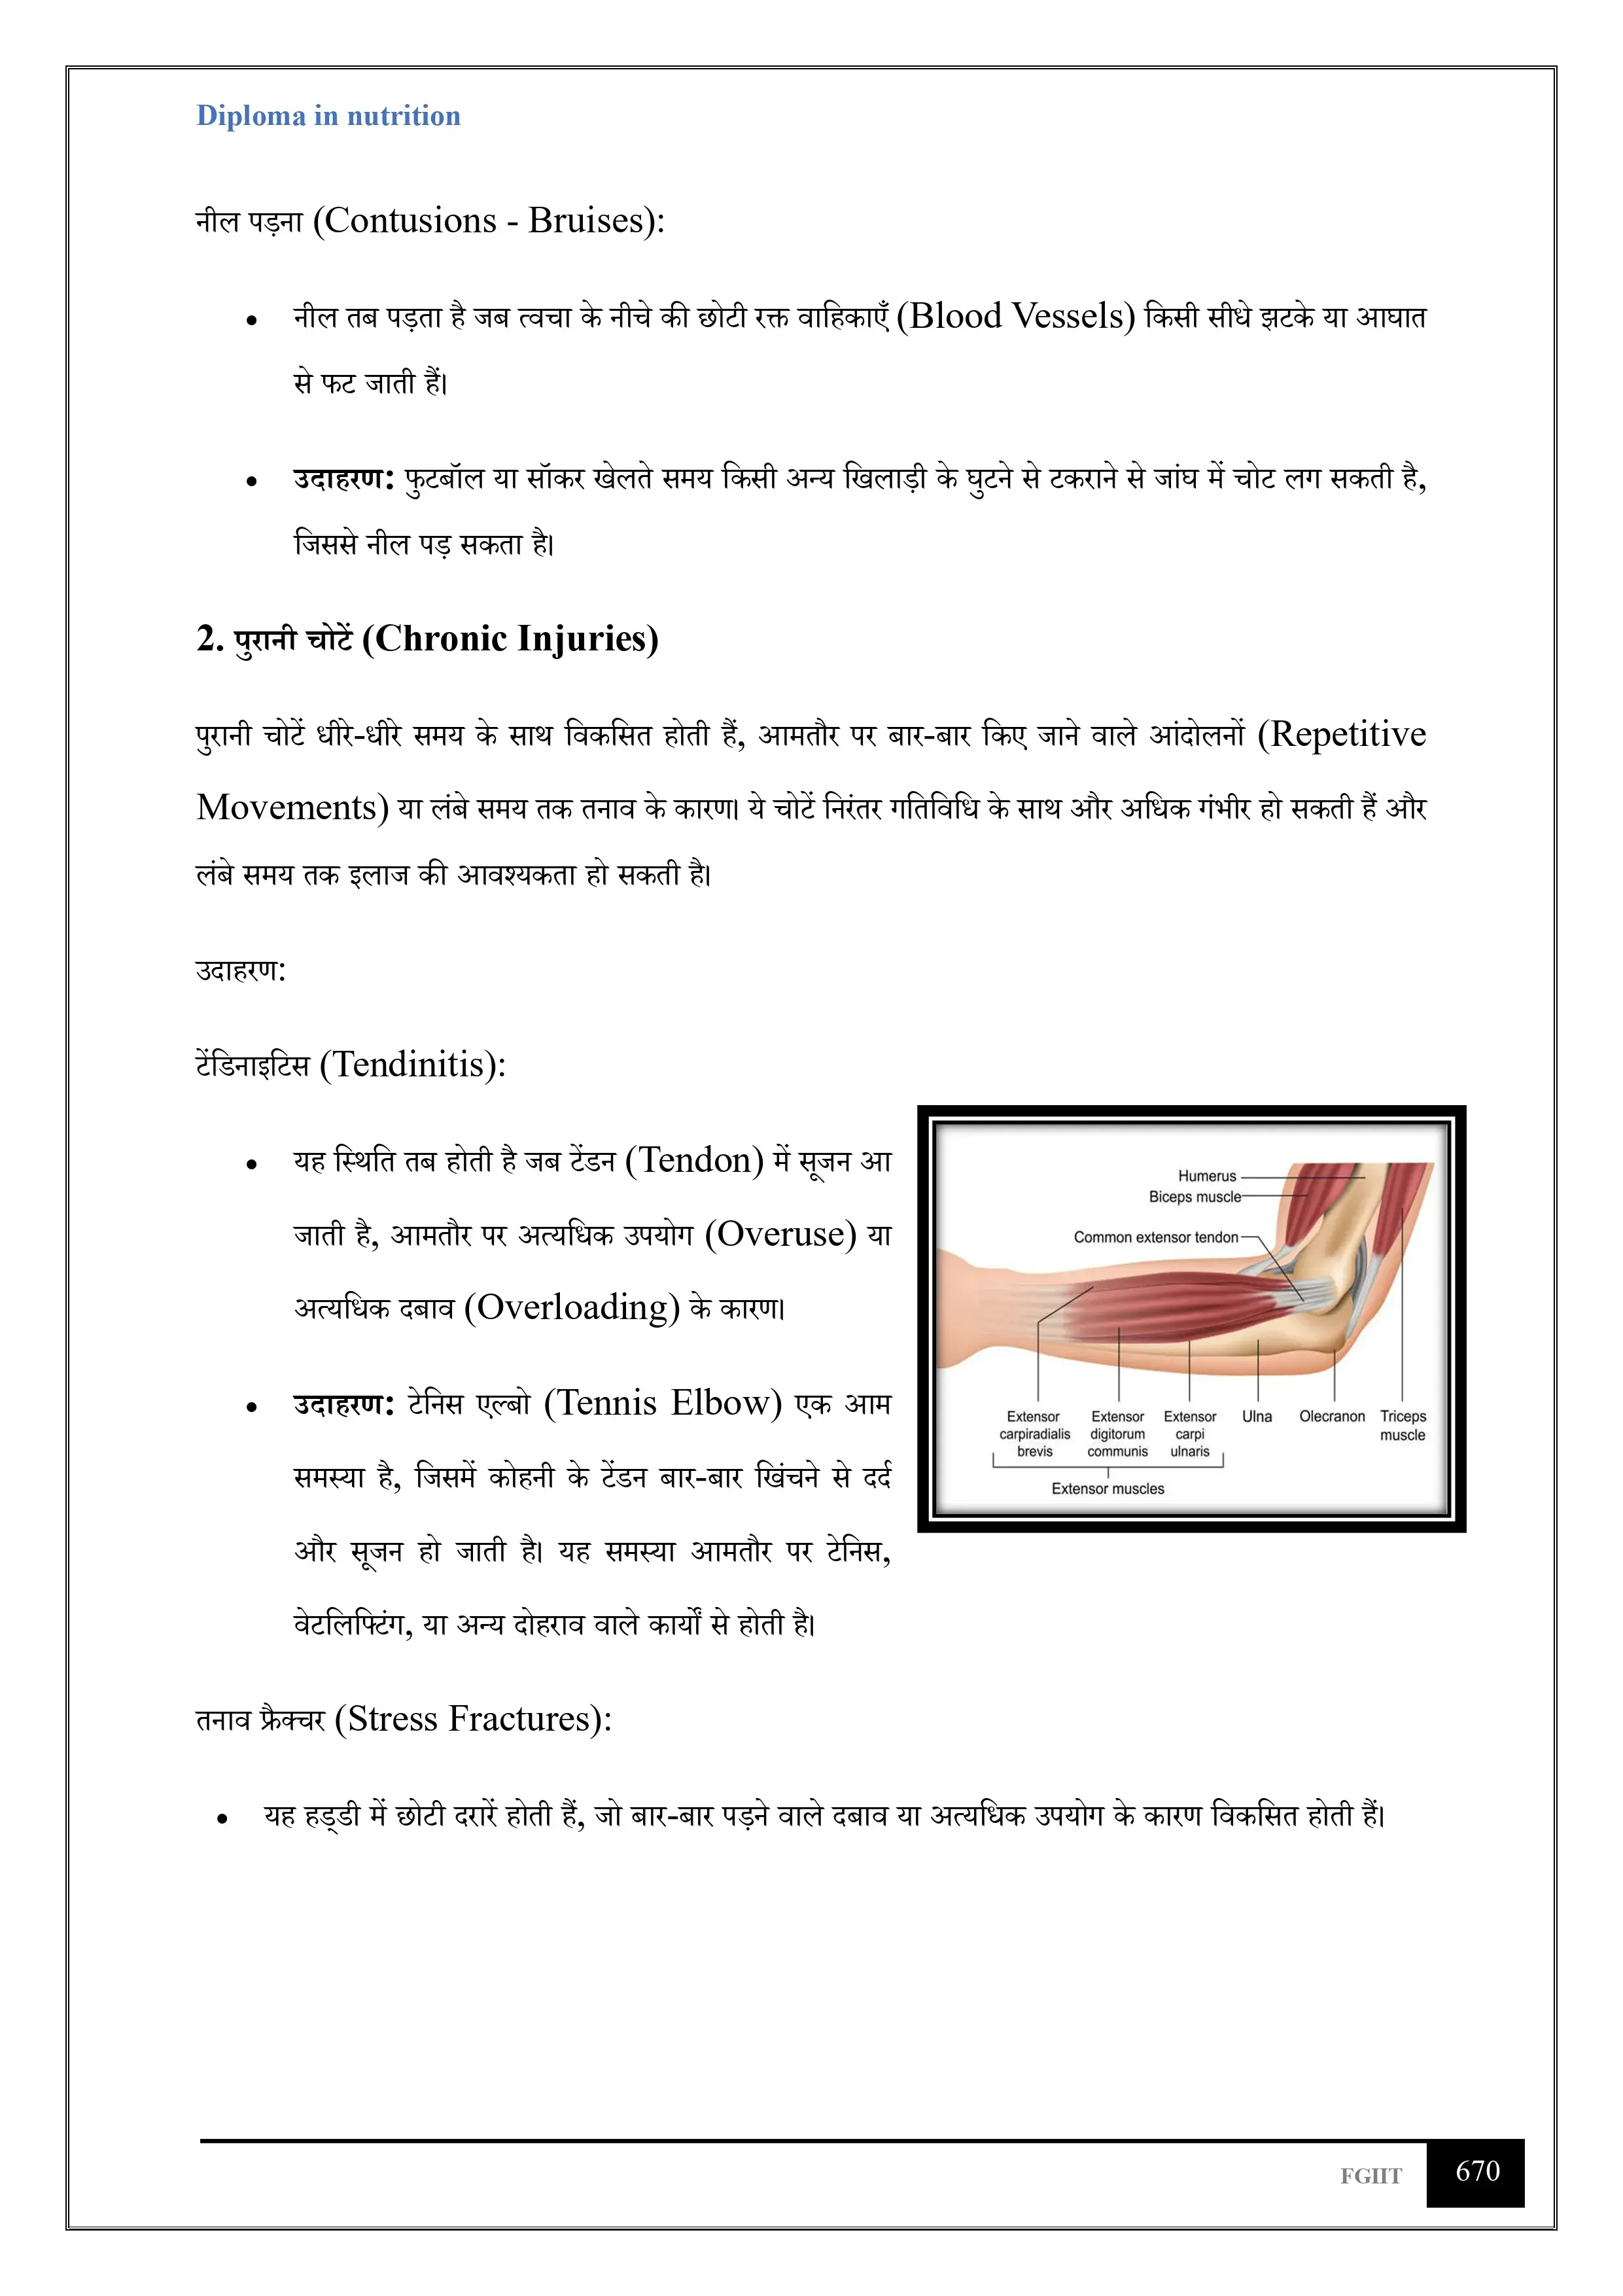 Diploma in nutrition
नील पड़ना (Contusions - Bruises):
• नील तब पड़ता है जब त्वचा के नीचे की छोटी रक्त वाहिकाएँ (Blood Vessels) किसी सीधे झटके या आघात
से फट जाती हैं।
• उदाहरण: फुटबॉल या सॉकर खेलते समय किसी अन्य खिलाड़ी के घुटने से टकराने से जांघ में चोट लग सकती है,
जिससे नील पड़ सकता है।
2. पुरानी चोटें (Chronic Injuries)
पुरानी चोटें धीरे-धीरे समय के साथ विकसित होती हैं, आमतौर पर बार-बार किए जाने वाले आंदोलनों (Repetitive
Movements) या लंबे समय तक तनाव के कारण। ये चोटें निरंतर गतिविधि के साथ और अधिक गंभीर हो सकती हैं और
लंबे समय तक इलाज की आवश्यकता हो सकती है।
उदाहरण:
टेंडिनाइटिस (Tendinitis):
• यह स्थिति तब होती है जब टेंडन (Tendon) में सूजन आ
जाती है, आमतौर पर अत्यधिक उपयोग (Overuse) या
अत्यधिक दबाव (Overloading) के कारण।
• उदाहरण: टेनिस एल्बो (Tennis Elbow) एक आम
समस्या है, जिसमें कोहनी के टेंडन बार-बार खिंचने से दर्द
और सूजन हो जाती है। यह समस्या आमतौर पर टेनिस,
वेटलिफ्टिंग, या अन्य दोहराव वाले कार्यों से होती है।
Humerus
Biceps muscle
Common extensor tendon
Extensor carpiradialis brevis
Extensor digitorum communis
Extensor carpi ulnaris
Ulna
Olecranon
Triceps muscle
Extensor muscles
तनाव फ्रैक्चर (Stress Fractures):
• यह हड्डी में छोटी दरारें होती हैं, जो बार-बार पड़ने वाले दबाव या अत्यधिक उपयोग के कारण विकसित होती हैं।
FGIIT 670